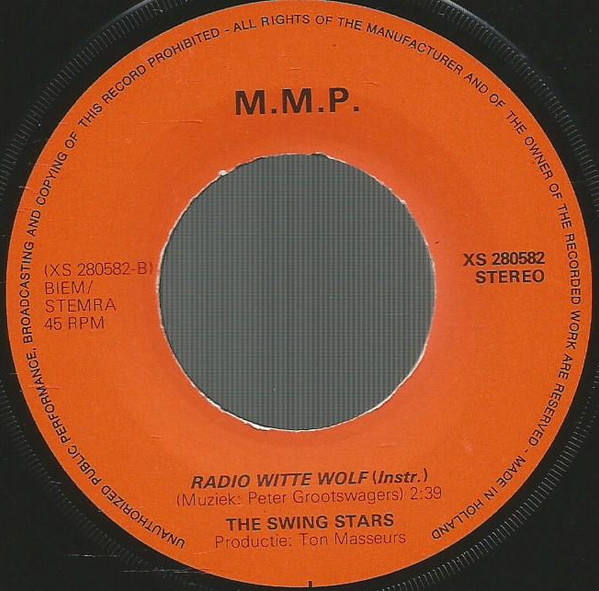 UNAUTHORIZED PUBLIC PERFORMANCE, BROADCASTING AND COPYING OF THIS RECORD PROHIBITED - ALL RIGHTS OF THE MANUFACTURER AND OF THE OWNER OF THE RECORDED WORK ARE RESERVED - MADE IN HOLLAND
M.M.P.
(XS 280582-B)
BIEM/
STEMRA
45 RPM
XS 280582
STEREO
RADIO WITTE WOLF (Instr.)
(Muziek: Peter Grootswagers) 2:39
THE SWING STARS
Productie: Ton Masseurs